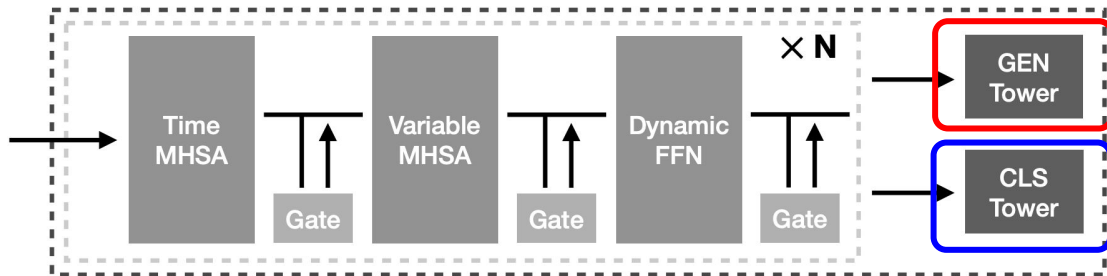 × N
Time
MHSA
Gate
Variable
MHSA
Gate
Dynamic
FFN
Gate
GEN
Tower
CLS
Tower